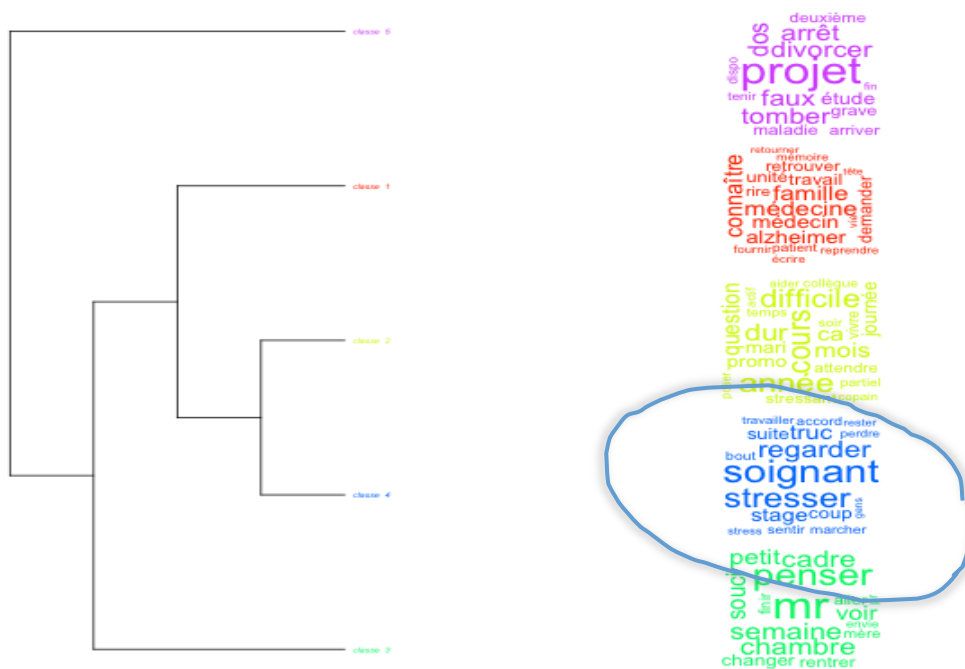 classe 5
deuxième
arrêt
dos
divorcer
dispo
projet
fin
tenir faux étude
tomber grave
maladie arriver
classe 1
retourner
mémoire
connaître
retrouver
tête
unité travail
rire famille
médecine
médecin
vie
demander
alzheimer
fournir patient reprendre
écrire
classe 2
aider collègue
question
actif
difficile
journée
temps
cours
soir
vivre
dur
ca
mari
mois
promo
attendre
année
partiel
stressant
copain
classe 4
travailler accord rester
suite truc perdre
bout regarder
soignant
stresser
stage coup
gens
stress sentir marcher
classe 3
petit cadre
souci
penser
finir
mr
voir
envie
semaine mère
chambre
changer rentrer